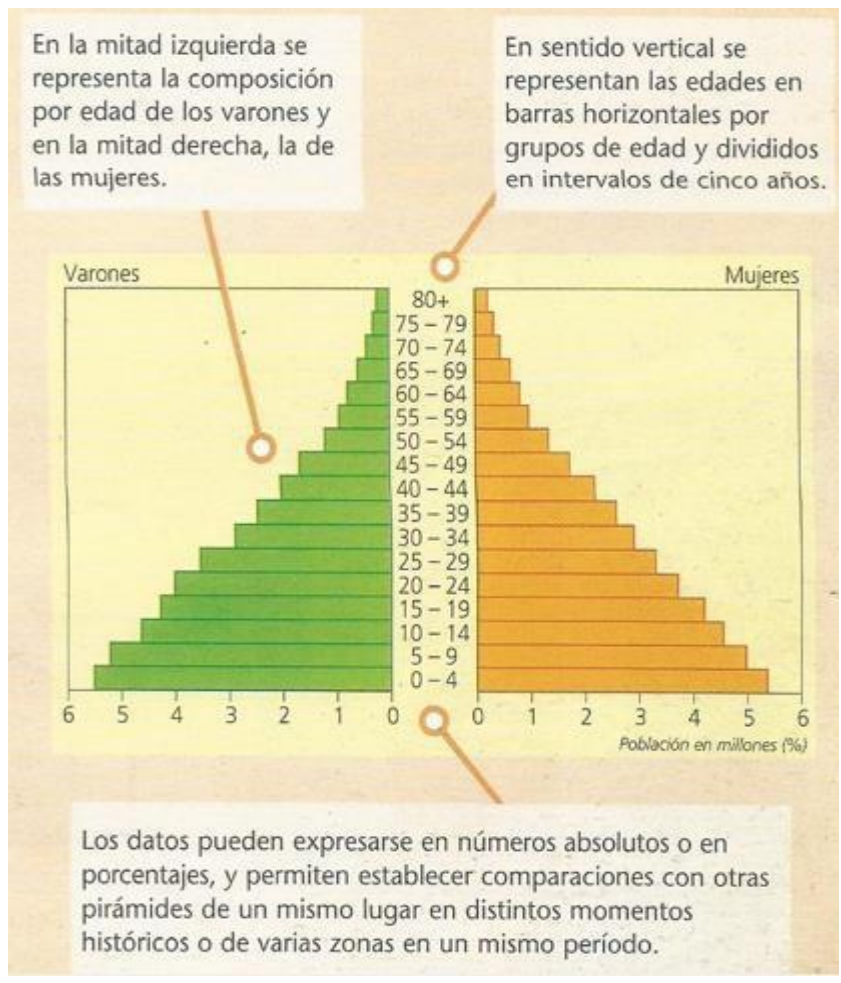 En la mitad izquierda se
representa la composición
por edad de los varones y
en la mitad derecha, la de
las mujeres.
En sentido vertical se
representan las edades en
barras horizontales por
grupos de edad y divididos
en intervalos de cinco años.
Varones
Mujeres
80+
75 – 79
70 – 74
65 – 69
60 – 64
55 – 59
50 – 54
45 – 49
40 – 44
35 – 39
30 – 34
25 – 29
20 – 24
15 – 19
10 – 14
5 – 9
0 – 4
6 5 4 3 2 1 0 0 1 2 3 4 5 6
Población en millones (%)
Los datos pueden expresarse en números absolutos o en
porcentajes, y permiten establecer comparaciones con otras
pirámides de un mismo lugar en distintos momentos
históricos o de varias zonas en un mismo período.